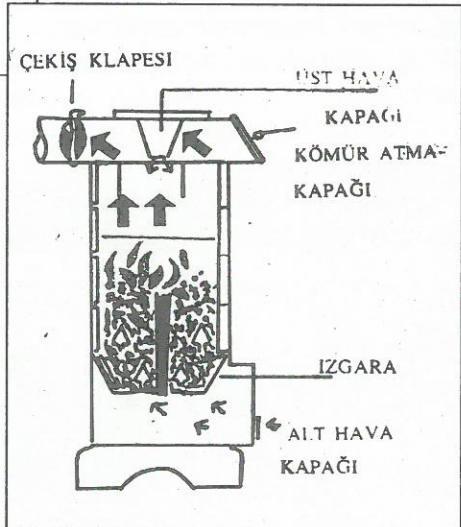 ÇEKİŞ KLAPESI
ÜST HAVA
KAPAĞI
KÖMÜR ATMA-
KAPAĞI
IZGARA
ALT HAVA
KAPAĞI